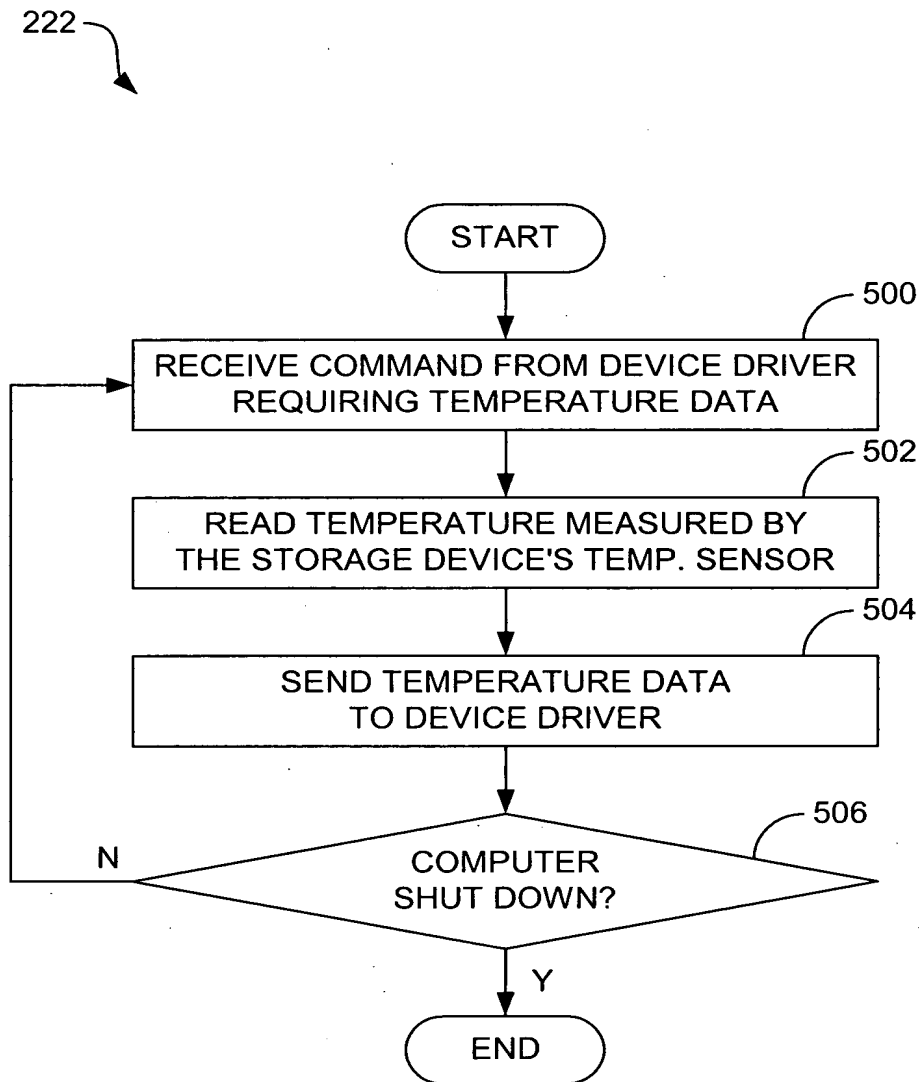 222
START
500
RECEIVE COMMAND FROM DEVICE DRIVER
REQUIRING TEMPERATURE DATA
502
READ TEMPERATURE MEASURED BY
THE STORAGE DEVICE'S TEMP. SENSOR
504
SEND TEMPERATURE DATA
TO DEVICE DRIVER
506
N
COMPUTER
SHUT DOWN?
Y
END